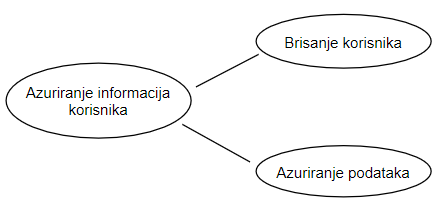 Brisanje korisnika
Azuriranje informacija
korisnika
Azuriranje podataka